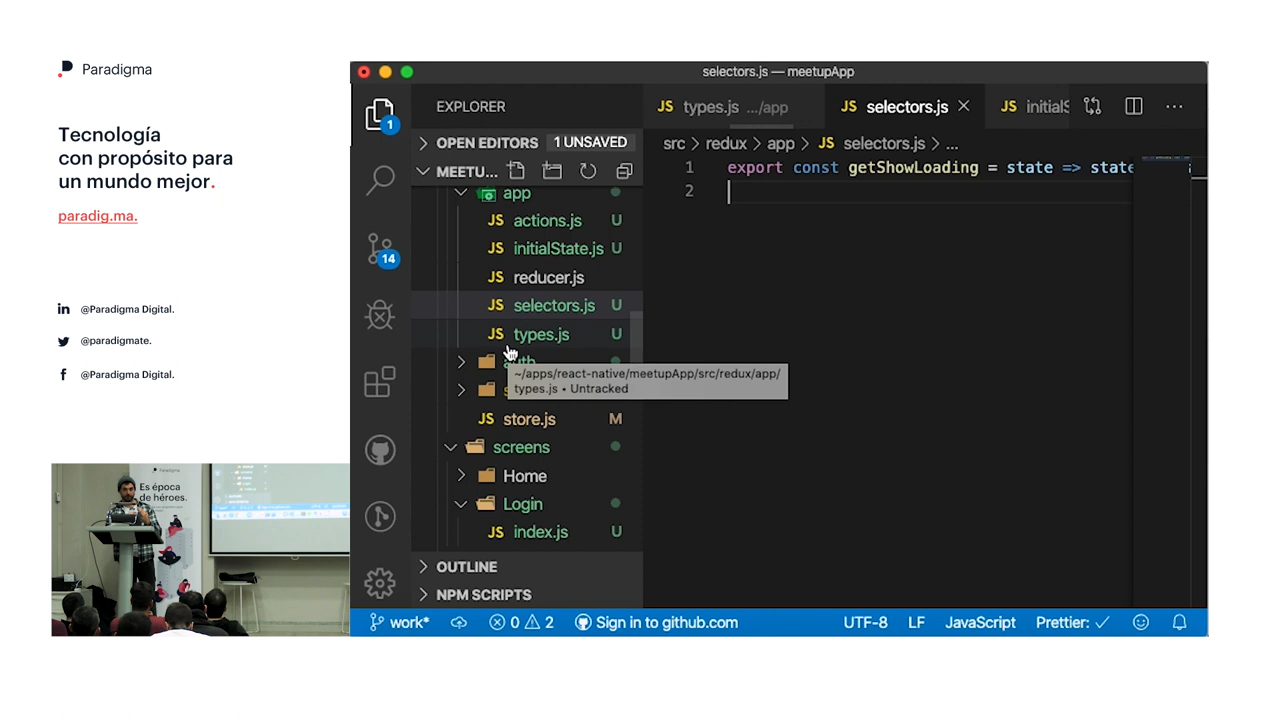 Paradigma
Tecnología
con propósito para
un mundo mejor.
paradig.ma.
@Paradigma Digital.
@paradigmate.
@Paradigma Digital.
Paradigma
Es época
de héroes.
selectors.js — meetupApp
1
14
EXPLORER
OPEN EDITORS 1 UNSAVED
MEETU...
app
JS actions.js U
JS initialState.js U
JS reducer.js
JS selectors.js U
JS types.js U
auth
~/apps/react-native/meetupApp/src/redux/app/
types.js • Untracked
JS store.js M
screens
Home
Login
JS index.js U
OUTLINE
NPM SCRIPTS
JS types.js .../app JS selectors.js × JS initialS ...
src > redux > app > JS selectors.js > ...
1 export const getShowLoading = state => state
2
work* 0 2 Sign in to github.com UTF-8 LF JavaScript Prettier: ✓